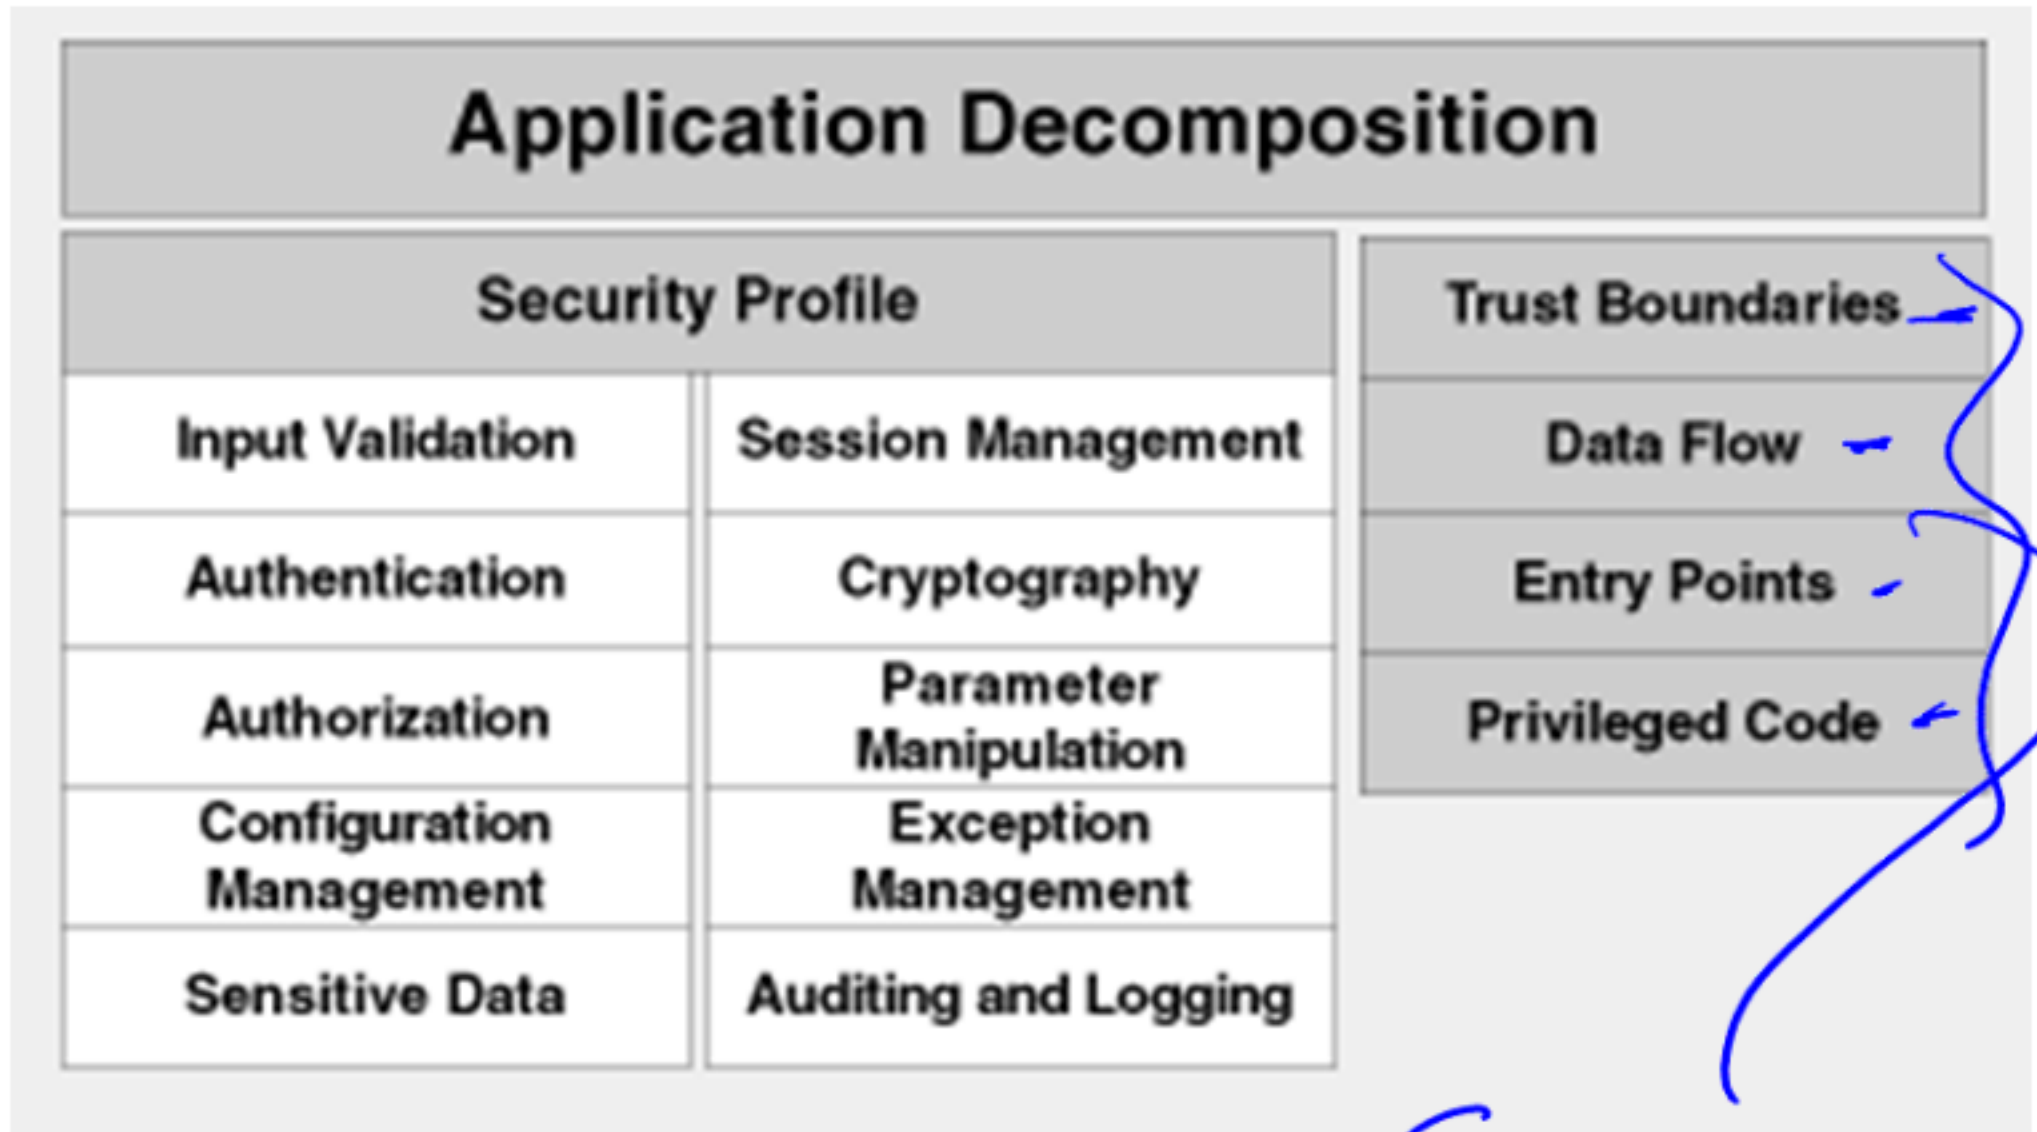 Application Decomposition
Security Profile
Input Validation
Session Management
Authentication
Cryptography
Authorization
Parameter
Manipulation
Configuration
Management
Exception
Management
Sensitive Data
Auditing and Logging
Trust Boundaries
Data Flow
Entry Points
Privileged Code